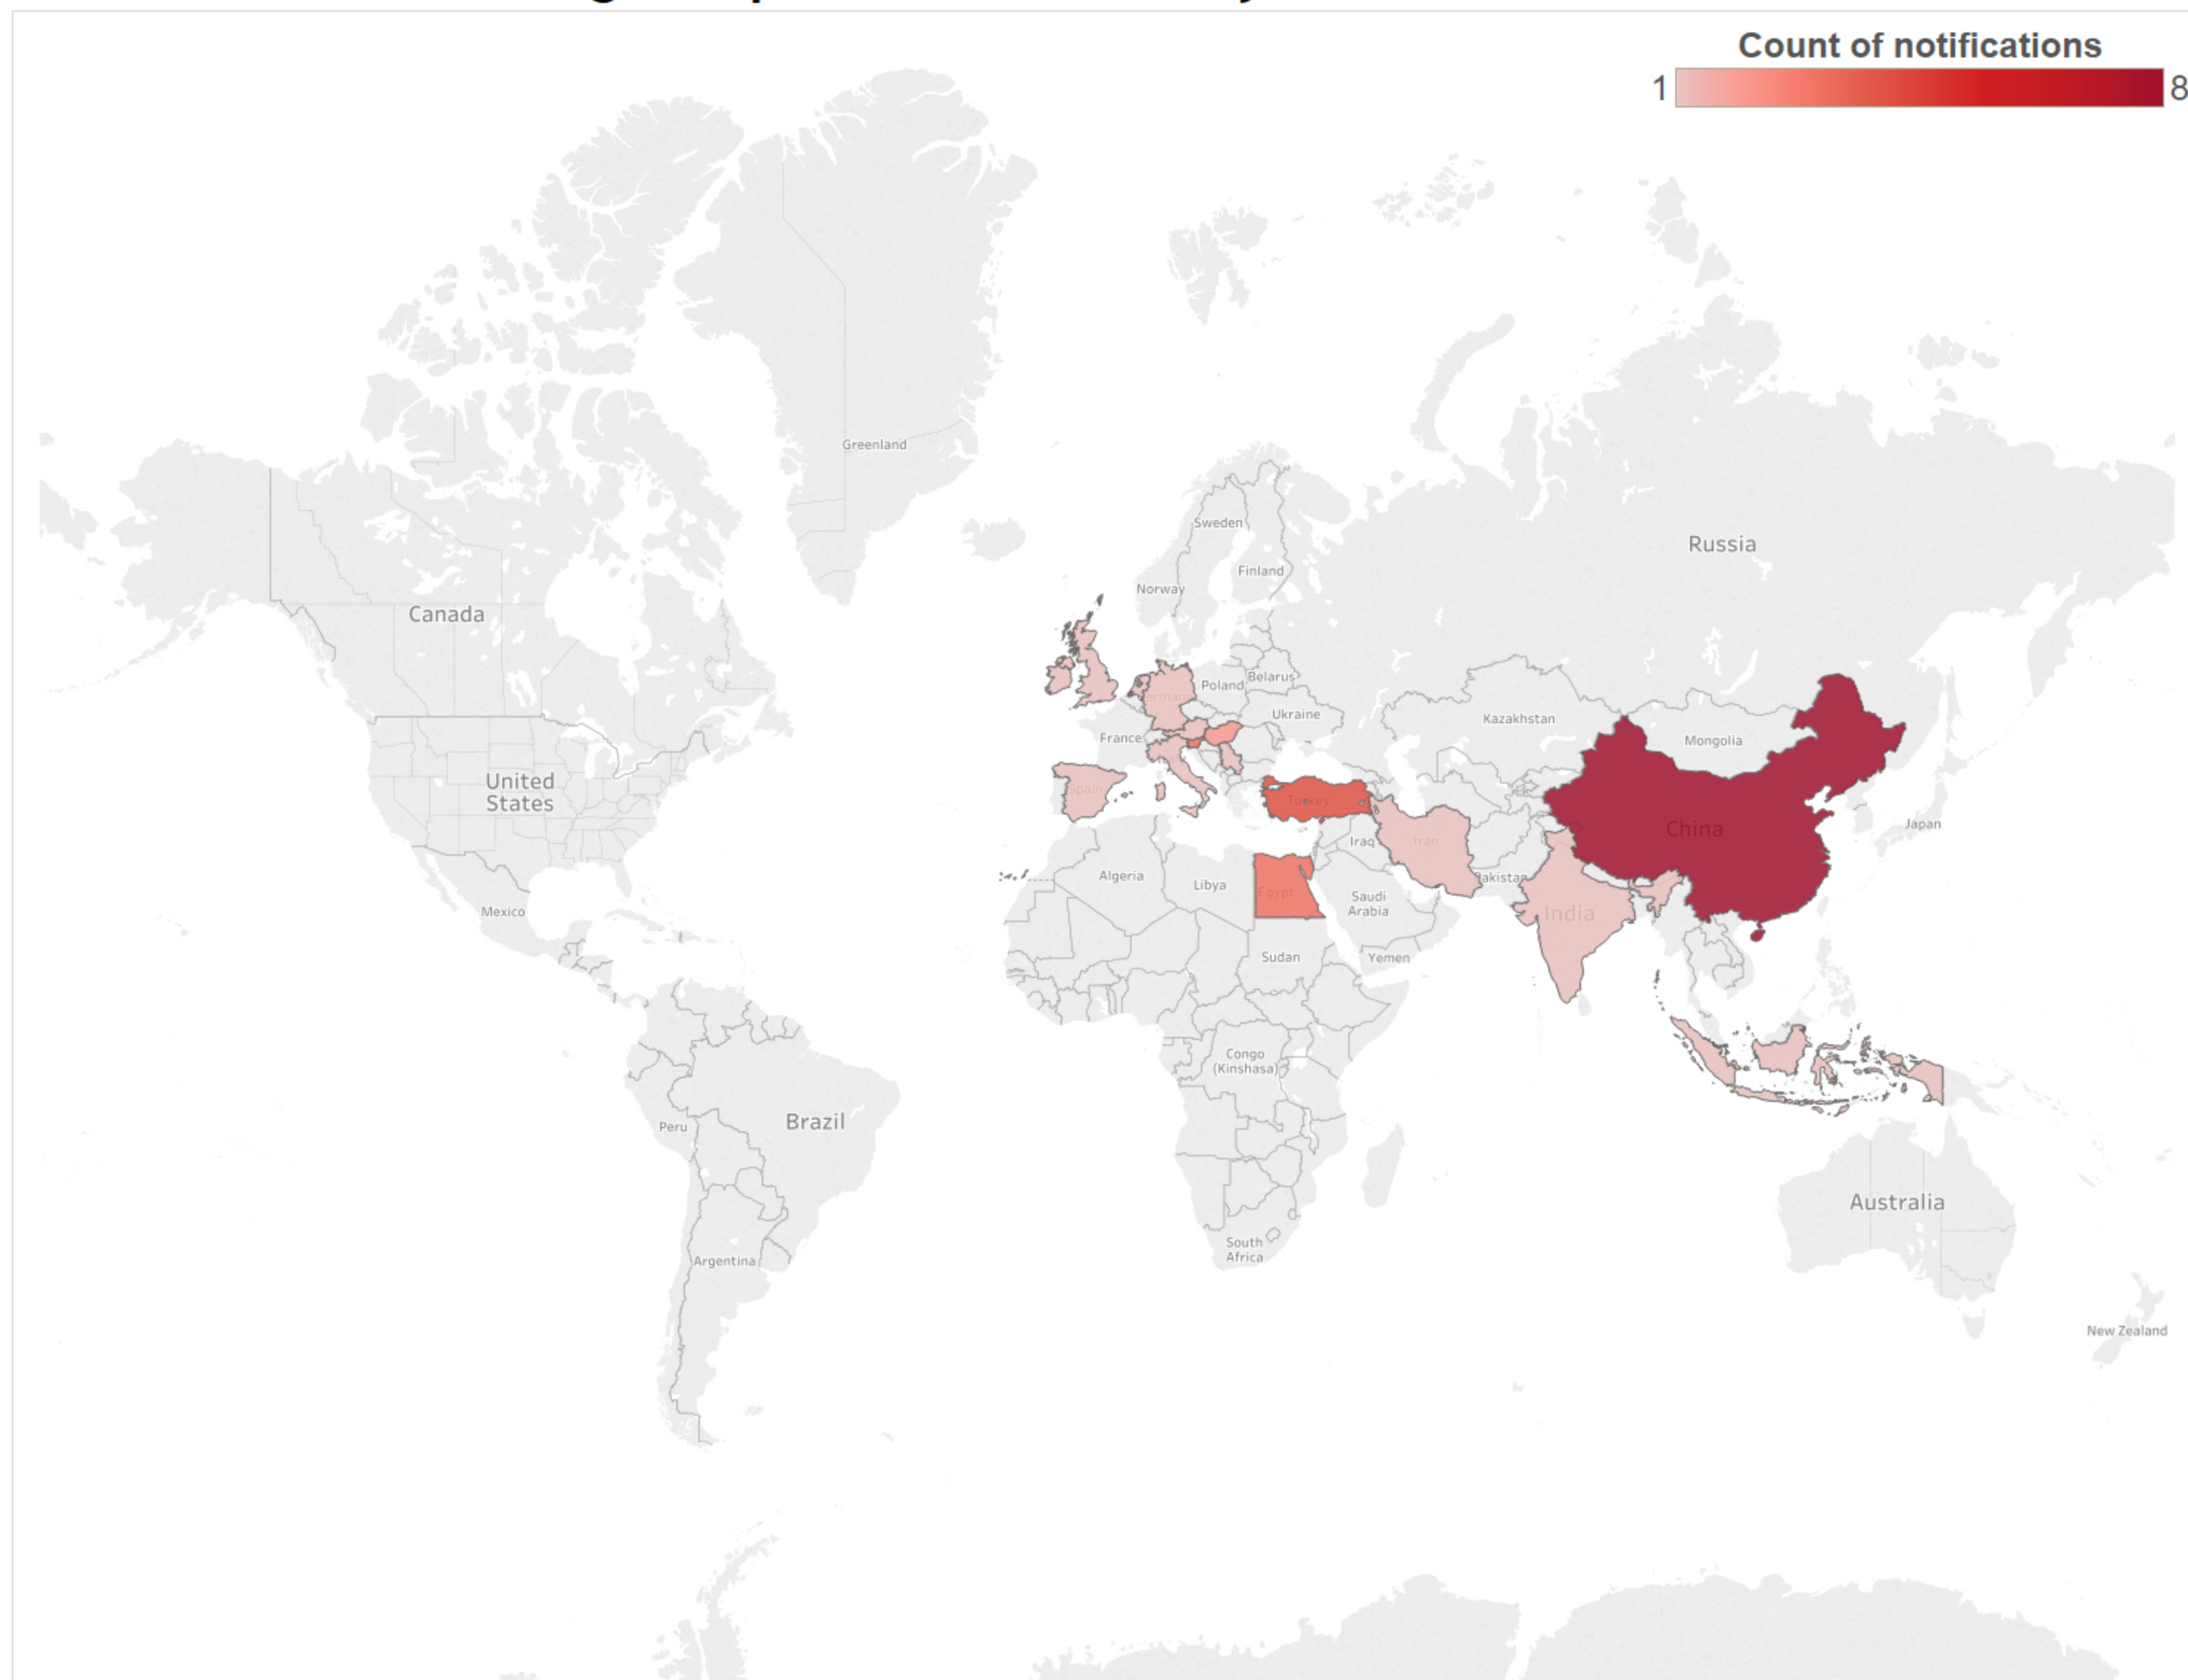 Count of notifications
1
8
Greenland
Sweden
Russia
Finland
Norway
Canada
Belarus
Poland
Germany
Ukraine
Kazakhstan
France
Mongolia
United
States
Spain
Turkey
Japan
China
Iraq
Iran
Algeria
Pakistan
Libya
Egypt
Saudi
Arabia
India
Mexico
Sudan
Yemen
Congo
(Kinshasa)
Brazil
Peru
Australia
South
Africa
Argentina
New Zealand